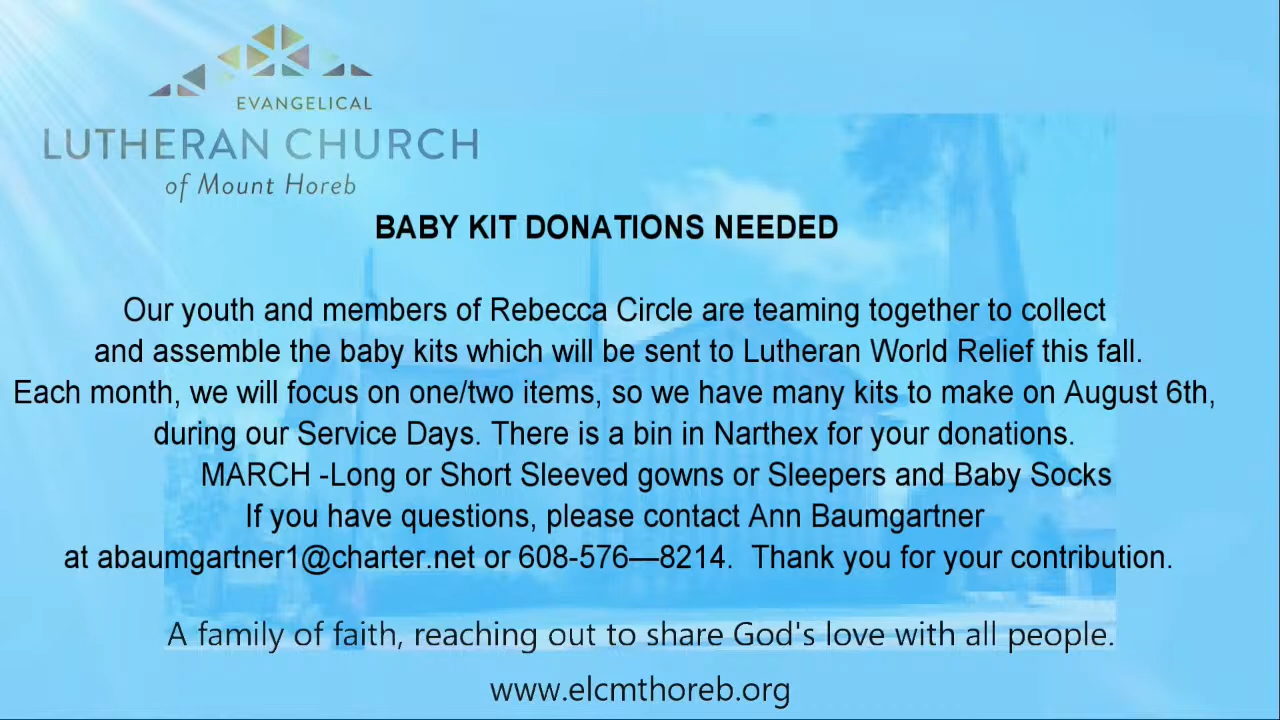 EVANGELICAL
LUTHERAN CHURCH
of Mount Horeb
BABY KIT DONATIONS NEEDED
Our youth and members of Rebecca Circle are teaming together to collect
and assemble the baby kits which will be sent to Lutheran World Relief this fall.
Each month, we will focus on one/two items, so we have many kits to make on August 6th,
during our Service Days. There is a bin in Narthex for your donations.
MARCH -Long or Short Sleeved gowns or Sleepers and Baby Socks
If you have questions, please contact Ann Baumgartner
at abaumgartner1@charter.net or 608-576—8214.  Thank you for your contribution.
A family of faith, reaching out to share God's love with all people.
www.elcmthoreb.org